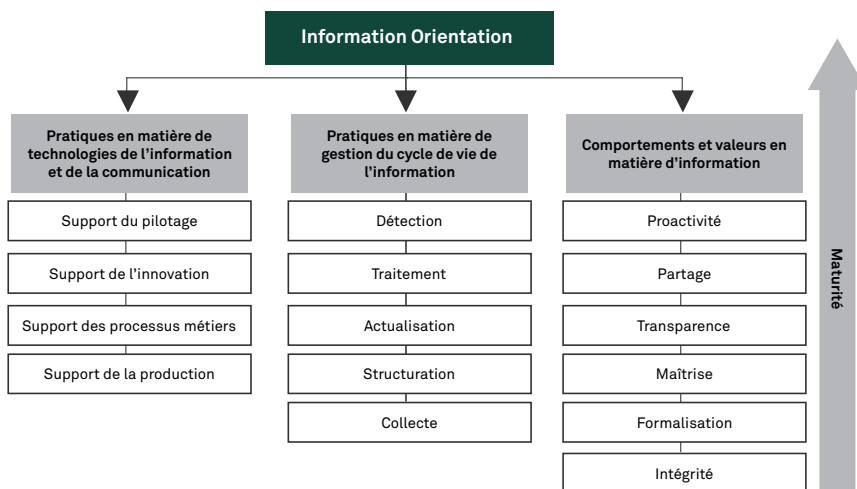 Information Orientation
Pratiques en matière de
technologies de l'information
et de la communication
Support du pilotage
Support de l'innovation
Support des processus métiers
Support de la production
Pratiques en matière de
gestion du cycle de vie de
l'information
Détection
Traitement
Actualisation
Structuration
Collecte
Comportements et valeurs en
matière d'information
Proactivité
Partage
Transparence
Maîtrise
Formalisation
Intégrité
Maturité